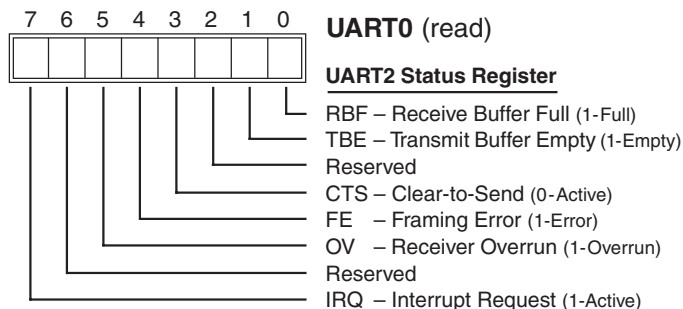 7 6 5 4 3 2 1 0
UART0 (read)
UART2 Status Register
RBF – Receive Buffer Full (1-Full)
TBE – Transmit Buffer Empty (1-Empty)
Reserved
CTS – Clear-to-Send (0-Active)
FE – Framing Error (1-Error)
OV – Receiver Overrun (1-Overrun)
Reserved
IRQ – Interrupt Request (1-Active)